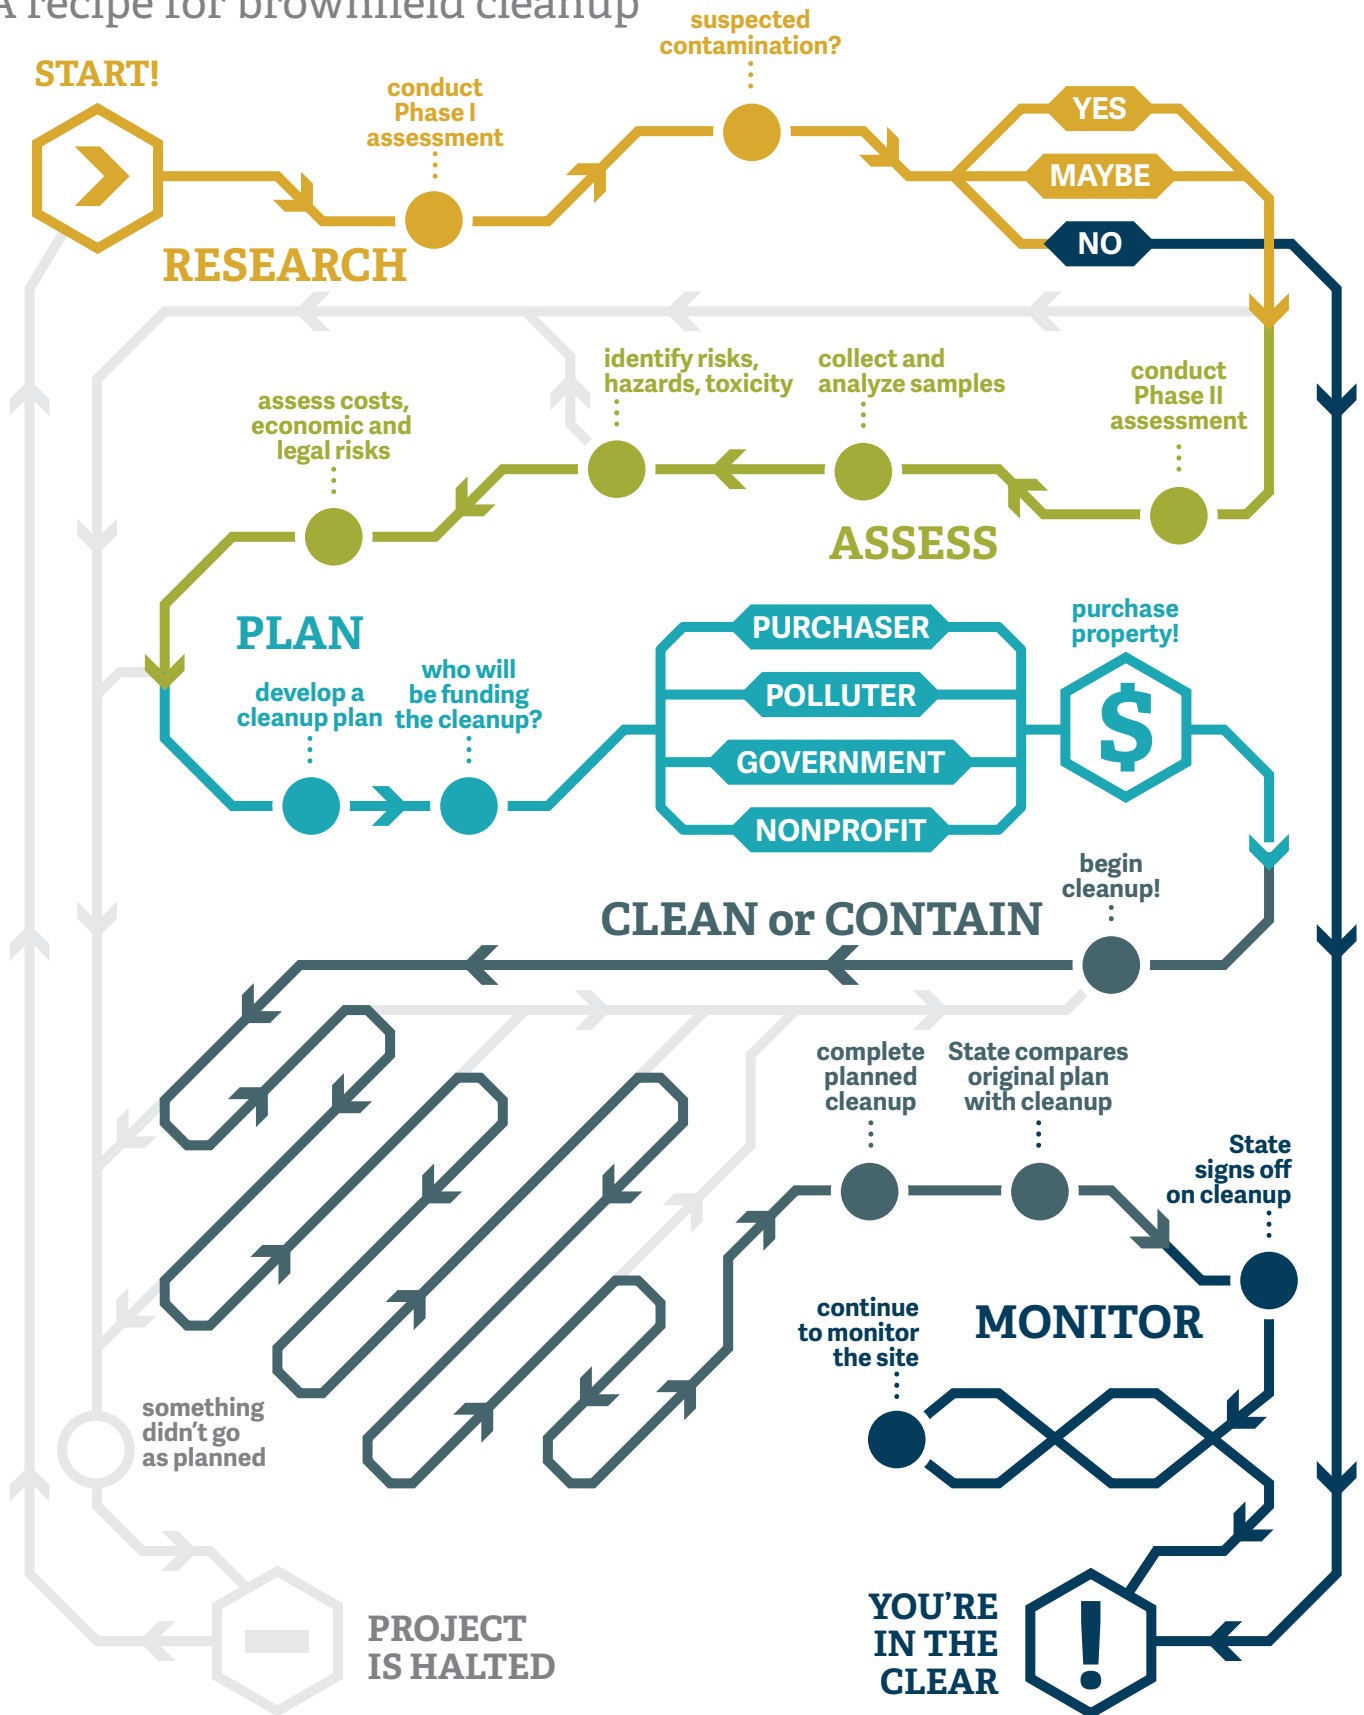 A recipe for brownfield cleanup
START!
conduct
Phase I
assessment
suspected
contamination?
YES
MAYBE
NO
RESEARCH
conduct
Phase II
assessment
collect and
analyze samples
identify risks,
hazards, toxicity
assess costs,
economic and
legal risks
ASSESS
PLAN
develop a
cleanup plan
who will
be funding
the cleanup?
PURCHASER
POLLUTER
GOVERNMENT
NONPROFIT
purchase
property!
$
begin
cleanup!
CLEAN or CONTAIN
complete
planned
cleanup
State compares
original plan
with cleanup
State
signs off
on cleanup
MONITOR
continue
to monitor
the site
something
didn't go
as planned
PROJECT
IS HALTED
YOU'RE
IN THE
CLEAR
!